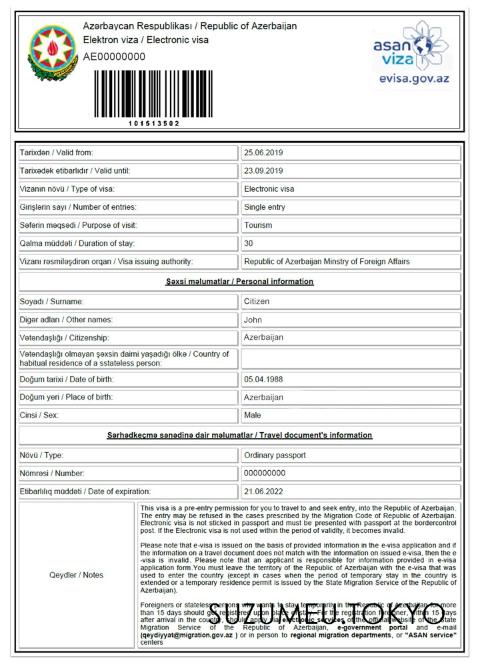 Azərbaycan Respublikası / Republic of Azerbaijan
Elektron viza / Electronic visa
AE00000000
101513502
asan
viza
evisa.gov.az
Tarixdən / Valid from: 25.06.2019
Tarixədək etibarlıdır / Valid until: 23.09.2019
Vizanın növü / Type of visa: Electronic visa
Girişlərin sayı / Number of entries: Single entry
Səfərin məqsədi / Purpose of visit: Tourism
Qalma müddəti / Duration of stay: 30
Vizanı rəsmiləşdirən orqan / Visa issuing authority: Republic of Azerbaijan Minstry of Foreign Affairs
Şəxsi məlumatlar / Personal information
Soyadı / Surname: Citizen
Digər adları / Other names: John
Vətəndaşlığı / Citizenship: Azerbaijan
Vətəndaşlığı olmayan şəxsin daimi yaşadığı ölkə / Country of
habitual residence of a sstateless person:
Doğum tarixi / Date of birth: 05.04.1988
Doğum yeri / Place of birth: Azerbaijan
Cinsi / Sex: Male
Sərhədkeçmə sənədinə dair məlumatlar / Travel document's information
Növü / Type: Ordinary passport
Nömrəsi / Number: 000000000
Etibarlılıq müddəti / Date of expiration: 21.06.2022
Qeydlər / Notes
This visa is a pre-entry permission for you to travel to and seek entry, into the Republic of Azerbaijan.
The entry may be refused in the cases prescribed by the Migration Code of Republic of Azerbaijan.
Electronic visa is not sticked in passport and must be presented with passport at the bordercontrol
post. If the Electronic visa is not used within the period of validity, it becomes invalid.
Please note that e-visa is issued on the basis of provided information in the e-visa application and if
the information on a travel document does not match with the information on issued e-visa, then the e
-visa is invalid. Please note that an applicant is responsible for information provided in e-visa
application form.You must leave the territory of the Republic of Azerbaijan with the e-visa that was
used to enter the country (except in cases when the period of temporary stay in the country is
extended or a temporary residence permit is issued by the State Migration Service of the Republic of
Azerbaijan).
Foreigners or stateless persons who wants to stay temporarily in the Republic of Azerbaijan for more
than 15 days should get registered upon place of stay. For the registration foreigner, within 15 days
after arrival in the country should apply via electronic services of the official website of the State
Migration Service of the Republic of Azerbaijan, e-government portal and e-mail
(qeydiyyat@migration.gov.az ) or in person to regional migration departments, or "ASAN service"
centers
SUZUMEU.TOKYO